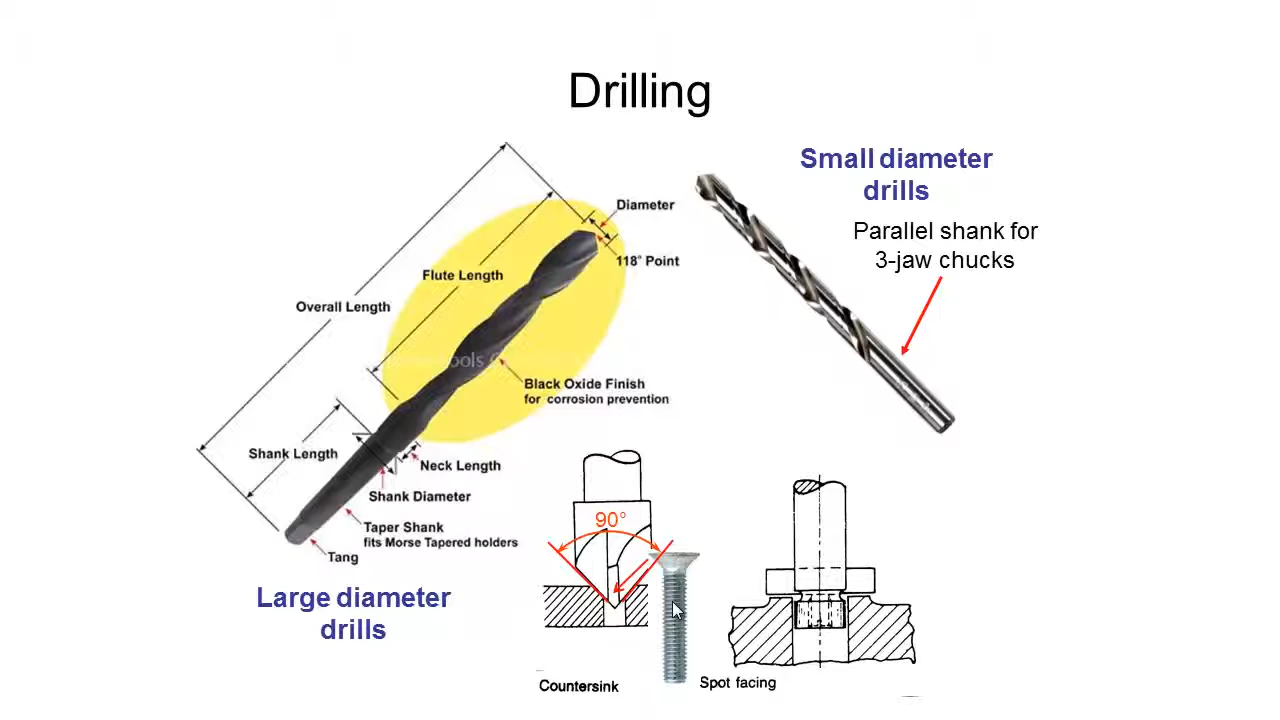 Drilling
Small diameter
drills
Parallel shank for
3-jaw chucks
Diameter
118° Point
Flute Length
Overall Length
Black Oxide Finish
for corrosion prevention
Shank Length
Neck Length
Shank Diameter
Taper Shank
fits Morse Tapered holders
Tang
Large diameter
drills
90°
Countersink
Spot facing